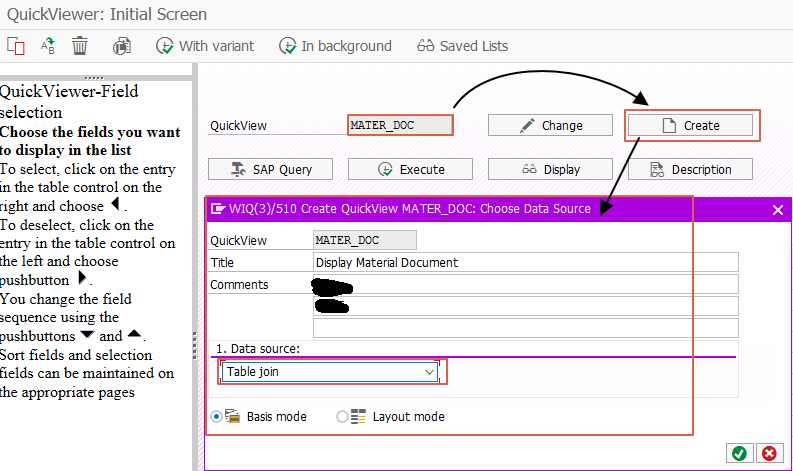 QuickViewer: Initial Screen
With variant
In background
Saved Lists
QuickViewer-Field
selection
Choose the fields you want
to display in the list
To select, click on the entry
in the table control on the
right and choose .
To deselect, click on the
entry in the table control on
the left and choose
pushbutton .
You change the field
sequence using the
pushbuttons and .
Sort fields and selection
fields can be maintained on
the appropriate pages
QuickView MATER_DOC Change Create
SAP Query Execute Display Description
WIQ(3)/510 Create QuickView MATER_DOC: Choose Data Source
QuickView MATER_DOC
Title Display Material Document
Comments
1. Data source:
Table join
Basis mode Layout mode